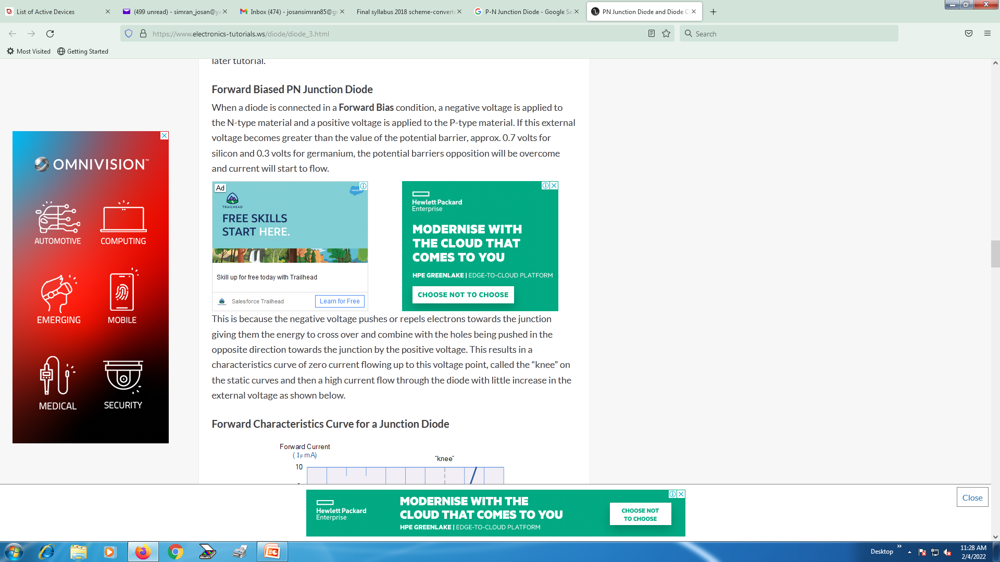 List of Active Devices
(499 unread) - simran_josan@y
Inbox (474) - josansimran85@g
Final syllabus 2018 scheme-converte
P-N Junction Diode - Google Se
PN Junction Diode and Diode C
https://www.electronics-tutorials.ws/diode/diode_3.html
Search
Most Visited
Getting Started
later tutorial.
Forward Biased PN Junction Diode
When a diode is connected in a Forward Bias condition, a negative voltage is applied to
the N-type material and a positive voltage is applied to the P-type material. If this external
voltage becomes greater than the value of the potential barrier, approx. 0.7 volts for
silicon and 0.3 volts for germanium, the potential barriers opposition will be overcome
and current will start to flow.
OMNIVISION™
AUTOMOTIVE
COMPUTING
EMERGING
MOBILE
MEDICAL
SECURITY
Ad
salesforce
TRAILHEAD
FREE SKILLS
START HERE.
Skill up for free today with Trailhead
Salesforce Trailhead
Learn for Free
Hewlett Packard
Enterprise
MODERNISE WITH
THE CLOUD THAT
COMES TO YOU
HPE GREENLAKE | EDGE-TO-CLOUD PLATFORM
CHOOSE NOT TO CHOOSE
This is because the negative voltage pushes or repels electrons towards the junction
giving them the energy to cross over and combine with the holes being pushed in the
opposite direction towards the junction by the positive voltage. This results in a
characteristics curve of zero current flowing up to this voltage point, called the “knee” on
the static curves and then a high current flow through the diode with little increase in the
external voltage as shown below.
Forward Characteristics Curve for a Junction Diode
Forward Current
( IF mA)
"knee"
10
Close
Hewlett Packard
Enterprise
MODERNISE WITH THE
CLOUD THAT COMES TO YOU
HPE GREENLAKE | EDGE-TO-CLOUD PLATFORM
CHOOSE NOT
TO CHOOSE
Desktop
11:28 AM
2/4/2022